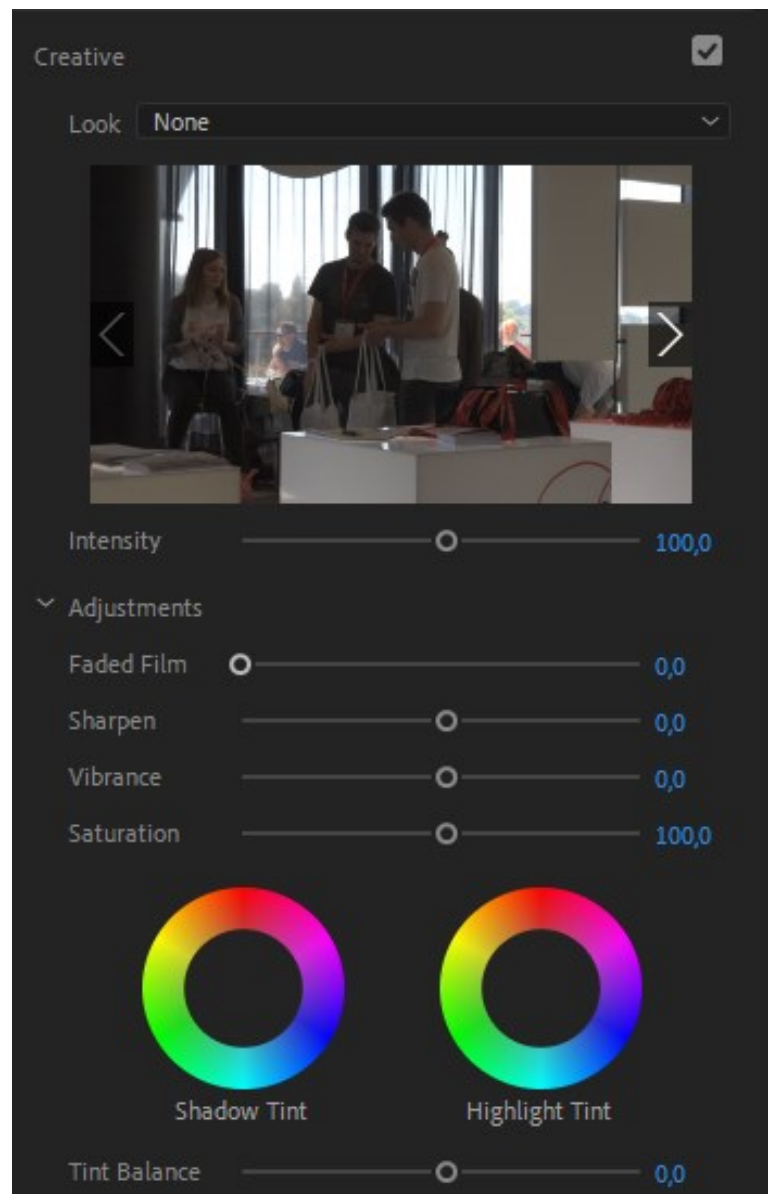 Creative
Look None
Intensity 100,0
Adjustments
Faded Film 0,0
Sharpen 0,0
Vibrance 0,0
Saturation 100,0
Shadow Tint Highlight Tint
Tint Balance 0,0